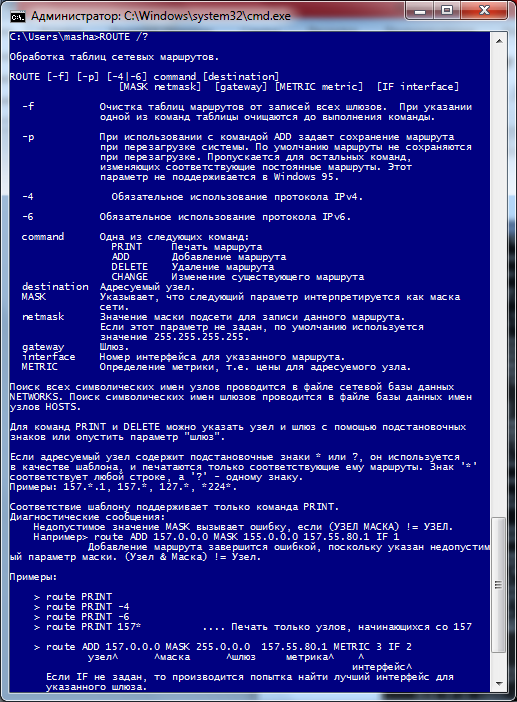 Администратор: C:\Windows\system32\cmd.exe
C:\Users\masha>ROUTE /?
Обработка таблиц сетевых маршрутов.
ROUTE [-f] [-p] [-4|-6] command [destination]
[MASK netmask] [gateway] [METRIC metric] [IF interface]
-f Очистка таблиц маршрутов от записей всех шлюзов. При указании
одной из команд таблицы очищаются до выполнения команды.
-p При использовании с командой ADD задает сохранение маршрута
при перезагрузке системы. По умолчанию маршруты не сохраняются
при перезагрузке. Пропускается для остальных команд,
изменяющих соответствующие постоянные маршруты. Этот
параметр не поддерживается в Windows 95.
-4 Обязательное использование протокола IPv4.
-6 Обязательное использование протокола IPv6.
command Одна из следующих команд:
PRINT Печать маршрута
ADD Добавление маршрута
DELETE Удаление маршрута
CHANGE Изменение существующего маршрута
destination Адресуемый узел.
MASK Указывает, что следующий параметр интерпретируется как маска
сети.
netmask Значение маски подсети для записи данного маршрута.
Если этот параметр не задан, по умолчанию используется
значение 255.255.255.255.
gateway Шлюз.
interface Номер интерфейса для указанного маршрута.
METRIC Определение метрики, т.е. цены для адресуемого узла.
Поиск всех символических имен узлов проводится в файле сетевой базы данных
NETWORKS. Поиск символических имен шлюзов проводится в файле базы данных имен
узлов HOSTS.
Для команд PRINT и DELETE можно указать узел и шлюз с помощью подстановочных
знаков или опустить параметр "шлюз".
Если адресуемый узел содержит подстановочные знаки * или ?, он используется
в качестве шаблона, и печатаются только соответствующие ему маршруты. Знак '*'
соответствует любой строке, а '?' - одному знаку.
Примеры: 157.*.1, 157.*, 127.*, *224*.
Соответствие шаблону поддерживает только команда PRINT.
Диагностические сообщения:
Недопустимое значение MASK вызывает ошибку, если (УЗЕЛ МАСКА) != УЗЕЛ.
Например> route ADD 157.0.0.0 MASK 155.0.0.0 157.55.80.1 IF 1
Добавление маршрута завершится ошибкой, поскольку указан недопустим
ый параметр маски. (Узел & Маска) != Узел.
Примеры:
> route PRINT
> route PRINT -4
> route PRINT -6
> route PRINT 157* .... Печать только узлов, начинающихся со 157
> route ADD 157.0.0.0 MASK 255.0.0.0 157.55.80.1 METRIC 3 IF 2
узел^ ^маска ^шлюз метрика^ ^
интерфейс^
Если IF не задан, то производится попытка найти лучший интерфейс для
указанного шлюза.